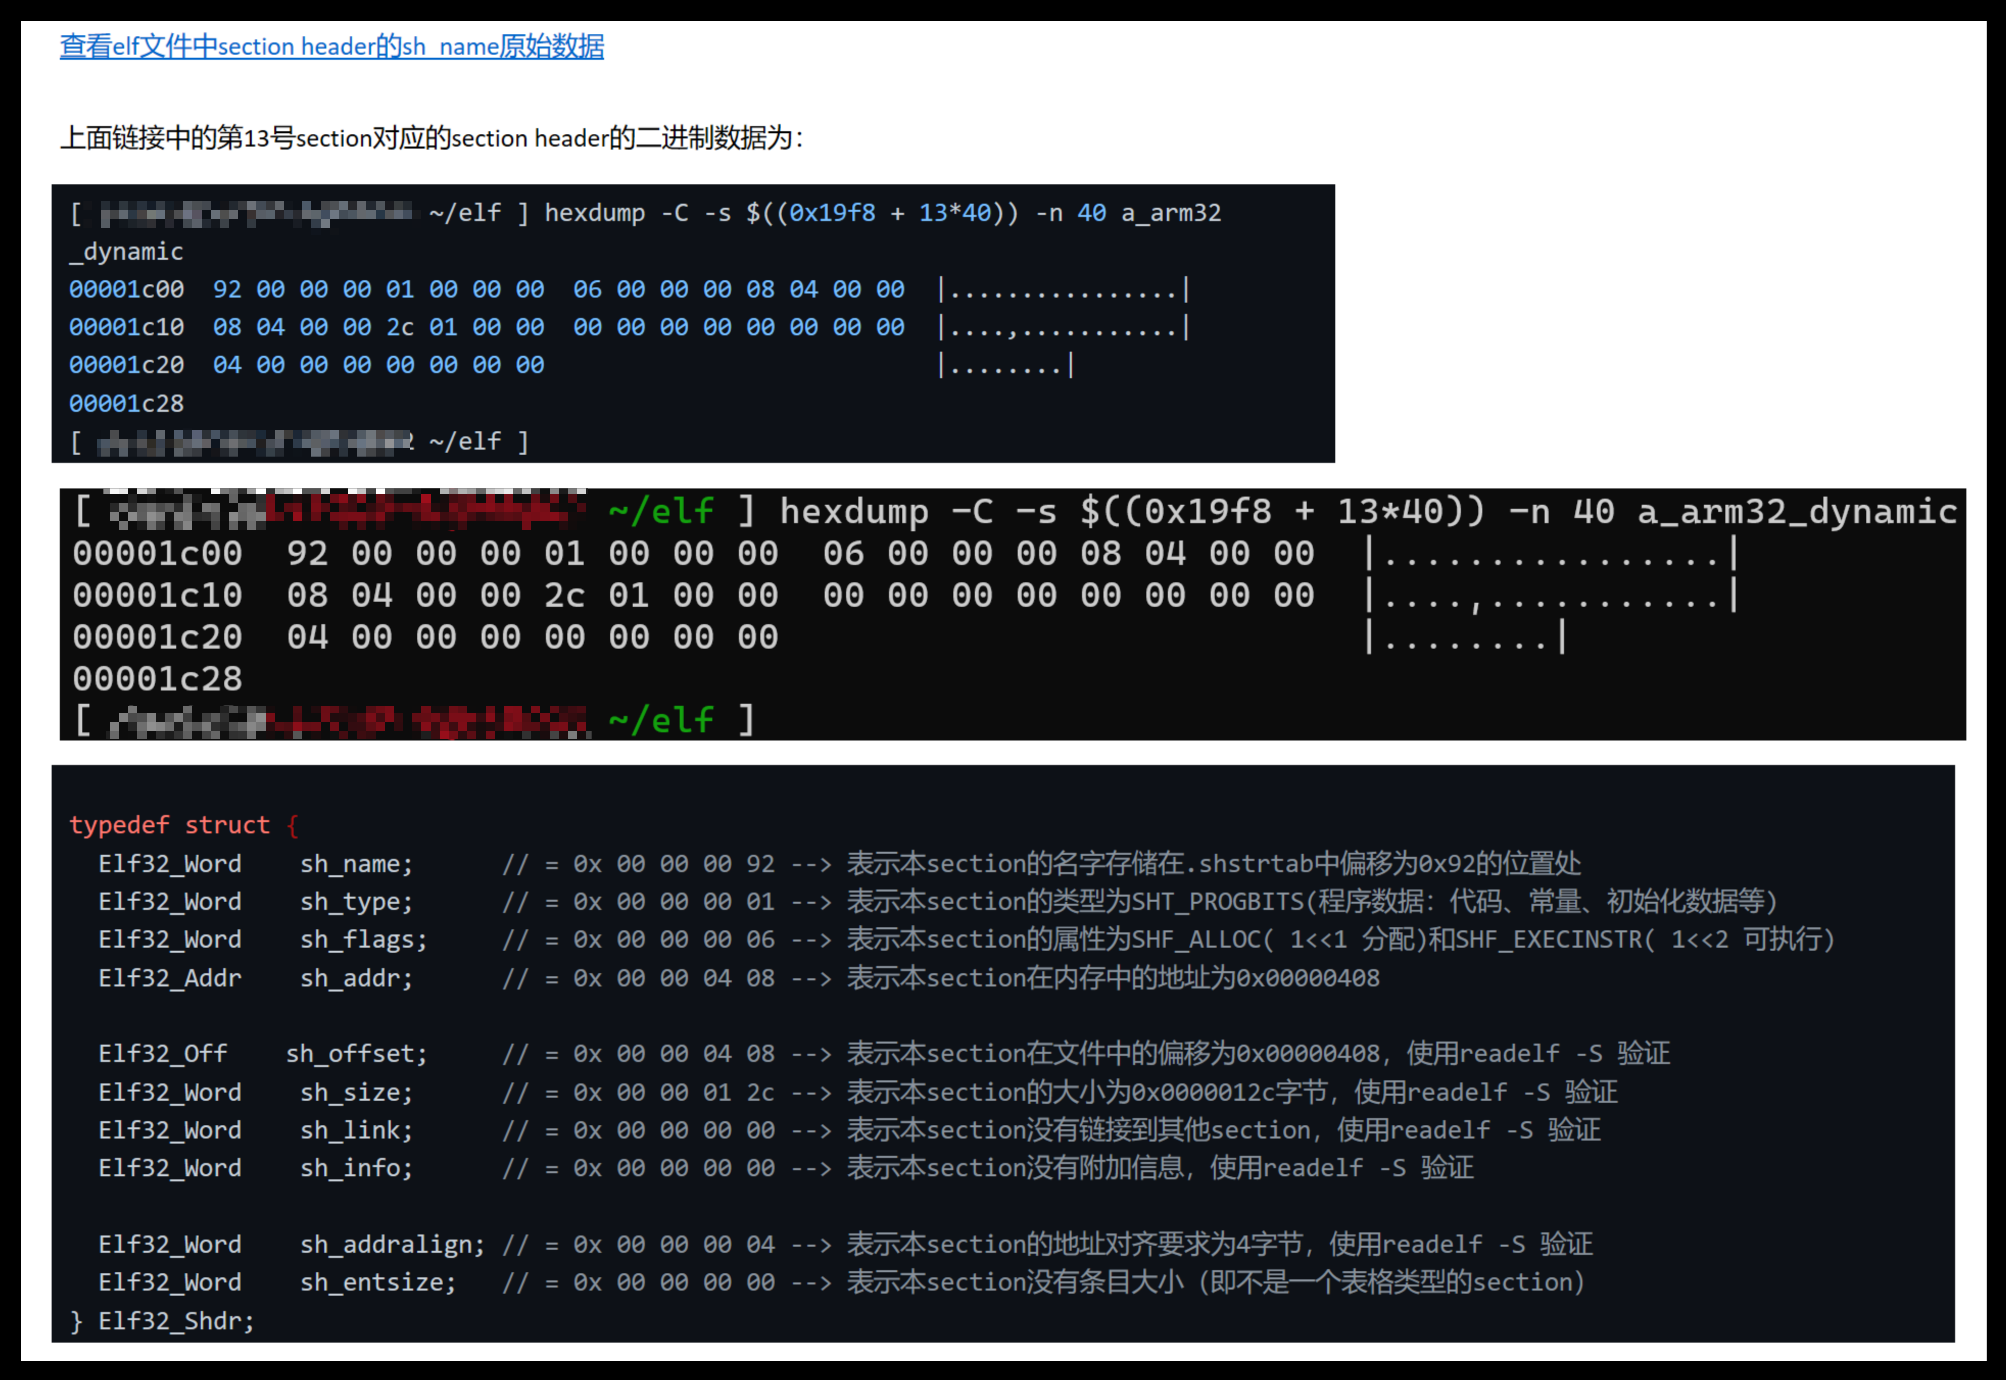 查看elf文件中section header的sh_name原始数据
上面链接中的第13号section对应的section header的二进制数据为：
[ ~/elf ] hexdump -C -s $((0x19f8 + 13*40)) -n 40 a_arm32
_dynamic
00001c00  92 00 00 00 01 00 00 00  06 00 00 00 08 04 00 00  |................|
00001c10  08 04 00 00 2c 01 00 00  00 00 00 00 00 00 00 00  |....,...........|
00001c20  04 00 00 00 00 00 00 00                           |........|
00001c28
[ ~/elf ]
[ ~/elf ] hexdump -C -s $((0x19f8 + 13*40)) -n 40 a_arm32_dynamic
00001c00  92 00 00 00 01 00 00 00  06 00 00 00 08 04 00 00  |................|
00001c10  08 04 00 00 2c 01 00 00  00 00 00 00 00 00 00 00  |....,...........|
00001c20  04 00 00 00 00 00 00 00                           |........|
00001c28
[ ~/elf ]
typedef struct {
  Elf32_Word    sh_name;      // = 0x 00 00 00 92 --> 表示本section的名字存储在.shstrtab中偏移为0x92的位置处
  Elf32_Word    sh_type;      // = 0x 00 00 00 01 --> 表示本section的类型为SHT_PROGBITS(程序数据：代码、常量、初始化数据等)
  Elf32_Word    sh_flags;     // = 0x 00 00 00 06 --> 表示本section的属性为SHF_ALLOC( 1<<1 分配)和SHF_EXECINSTR( 1<<2 可执行)
  Elf32_Addr    sh_addr;      // = 0x 00 00 04 08 --> 表示本section在内存中的地址为0x00000408
  Elf32_Off    sh_offset;     // = 0x 00 00 04 08 --> 表示本section在文件中的偏移为0x00000408，使用readelf -S 验证
  Elf32_Word    sh_size;      // = 0x 00 00 01 2c --> 表示本section的大小为0x0000012c字节，使用readelf -S 验证
  Elf32_Word    sh_link;      // = 0x 00 00 00 00 --> 表示本section没有链接到其他section，使用readelf -S 验证
  Elf32_Word    sh_info;      // = 0x 00 00 00 00 --> 表示本section没有附加信息，使用readelf -S 验证
  Elf32_Word    sh_addralign; // = 0x 00 00 00 04 --> 表示本section的地址对齐要求为4字节，使用readelf -S 验证
  Elf32_Word    sh_entsize;   // = 0x 00 00 00 00 --> 表示本section没有条目大小（即不是一个表格类型的section）
} Elf32_Shdr;